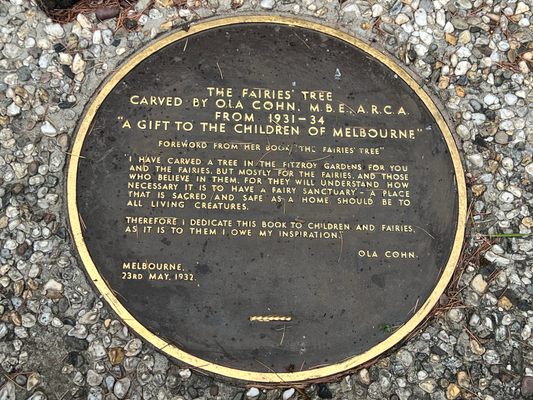 THE FAIRIES' TREE
CARVED BY OLA COHN. M.B.E., A.R.C.A.
FROM 1931-34
"A GIFT TO THE CHILDREN OF MELBOURNE"
FOREWORD FROM HER BOOK, "THE FAIRIES' TREE"
"I HAVE CARVED A TREE IN THE FITZROY GARDENS FOR YOU
AND THE FAIRIES, BUT MOSTLY FOR THE FAIRIES, AND THOSE
WHO BELIEVE IN THEM, FOR THEY WILL UNDERSTAND HOW
NECESSARY IT IS TO HAVE A FAIRY SANCTUARY - A PLACE
THAT IS SACRED AND SAFE AS A HOME SHOULD BE TO
ALL LIVING CREATURES.
THEREFORE I DEDICATE THIS BOOK TO CHILDREN AND FAIRIES,
AS IT IS TO THEM I OWE MY INSPIRATION."
OLA COHN.
MELBOURNE,
23RD MAY, 1932.